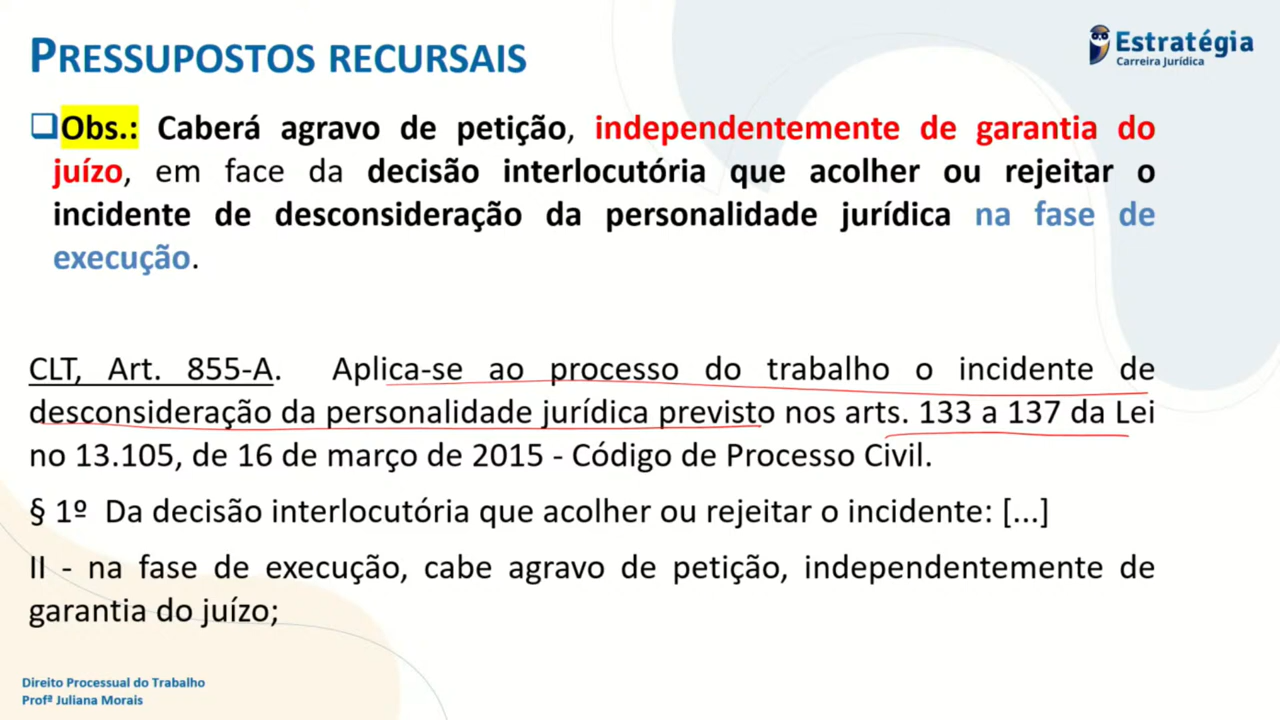 PRESSUPOSTOS RECURSAIS
Estratégia
Carreira Jurídica
Obs.: Caberá agravo de petição, independentemente de garantia do
juízo, em face da decisão interlocutória que acolher ou rejeitar o
incidente de desconsideração da personalidade jurídica na fase de
execução.
CLT, Art. 855-A. Aplica-se ao processo do trabalho o incidente de
desconsideração da personalidade jurídica previsto nos arts. 133 a 137 da Lei
no 13.105, de 16 de março de 2015 - Código de Processo Civil.
§ 1º Da decisão interlocutória que acolher ou rejeitar o incidente: [...]
II - na fase de execução, cabe agravo de petição, independentemente de
garantia do juízo;
Direito Processual do Trabalho
Profª Juliana Morais